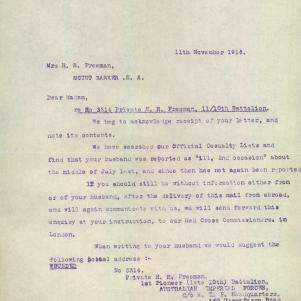 11th November 1916.
Mrs H. R. Freeman,
MOUNT BARKER .S.A.
Dear Madam,
re No 3314 Private H. R. Freeman, 11/10th Battalion.
We beg to acknowledge receipt of your letter, and
note its contents.
We have searched our Official Casualty Lists and
find that your husband was reported as "ill, 2nd occasion" about
the middle of July last, and since then has not again been reported
If you should still be without information either from
or of your husband, after the delivery of this mail from abroad,
and will again communicate with us, we will send forward this
enquiry at your instruction, to our Red Cross Commissioners, in
London.
When writing to your husband we would suggest the
following Postal address :-
No 3314,
Private H. R. Freeman,
1st Pioneer (late 10th) Battalion,
AUSTRALIAN IMPERIAL FORCES,
C/o A. I. F. Headquarters,
130 Horseferry Road